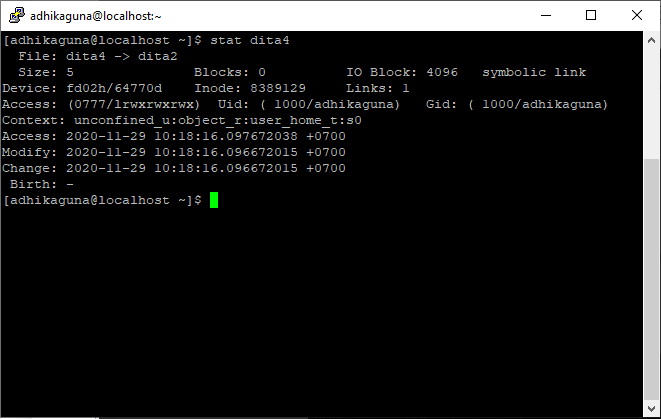 adhikaguna@localhost:~
[adhikaguna@localhost ~]$ stat dita4
  File: dita4 -> dita2
  Size: 5               Blocks: 0          IO Block: 4096   symbolic link
Device: fd02h/64770d    Inode: 8389129     Links: 1
Access: (0777/lrwxrwxrwx)  Uid: ( 1000/adhikaguna)   Gid: ( 1000/adhikaguna)
Context: unconfined_u:object_r:user_home_t:s0
Access: 2020-11-29 10:18:16.097672038 +0700
Modify: 2020-11-29 10:18:16.096672015 +0700
Change: 2020-11-29 10:18:16.096672015 +0700
 Birth: -
[adhikaguna@localhost ~]$